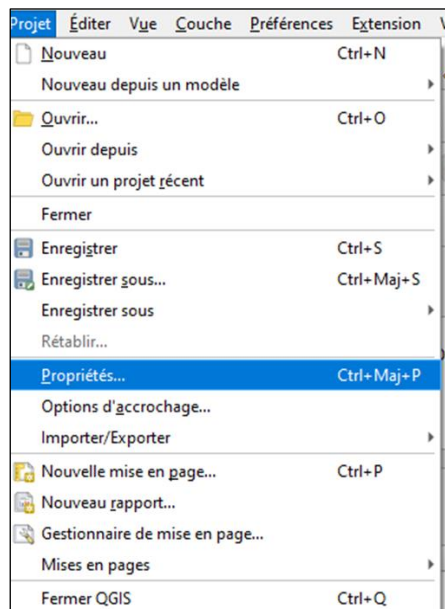 Projet Éditer Vue Couche Préférences Extension
Nouveau Ctrl+N
Nouveau depuis un modèle
Ouvrir... Ctrl+O
Ouvrir depuis
Ouvrir un projet récent
Fermer
Enregistrer Ctrl+S
Enregistrer sous... Ctrl+Maj+S
Enregistrer sous
Rétablir...
Propriétés... Ctrl+Maj+P
Options d'accrochage...
Importer/Exporter
Nouvelle mise en page... Ctrl+P
Nouveau rapport...
Gestionnaire de mise en page...
Mises en pages
Fermer QGIS Ctrl+Q